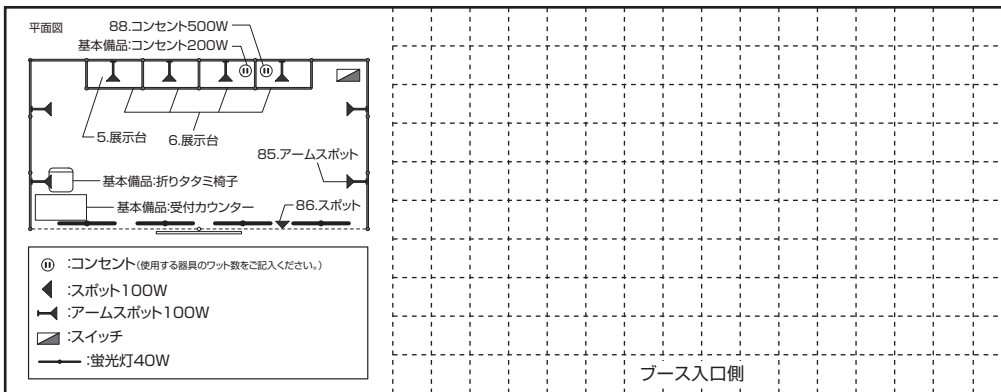 平面図
88.コンセント500W
基本備品:コンセント200W
5.展示台
6.展示台
85.アームスポット
基本備品:折りタタミ椅子
基本備品:受付カウンター
86.スポット
:コンセント(使用する器具のワット数をご記入ください。)
:スポット100W
:アームスポット100W
:スイッチ
:蛍光灯40W
ブース入口側